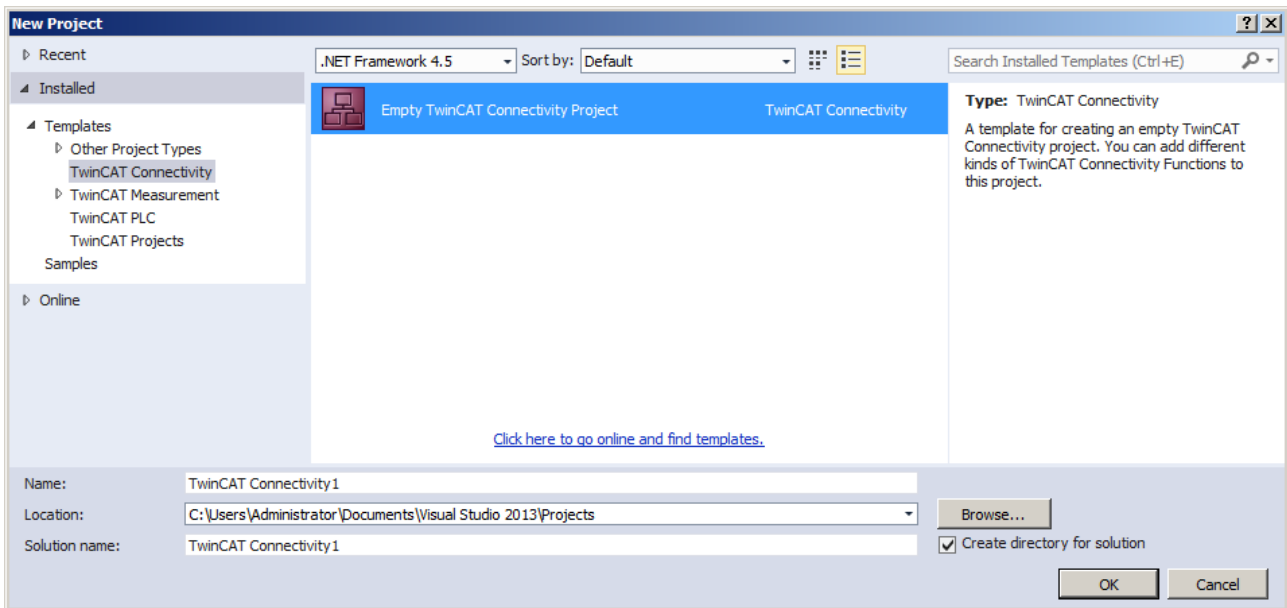 New Project
Recent
.NET Framework 4.5 Sort by: Default
Search Installed Templates (Ctrl+E)
Installed
Templates
Other Project Types
TwinCAT Connectivity
TwinCAT Measurement
TwinCAT PLC
TwinCAT Projects
Samples
Online
Empty TwinCAT Connectivity Project TwinCAT Connectivity
Click here to go online and find templates.
Type: TwinCAT Connectivity
A template for creating an empty TwinCAT
Connectivity project. You can add different
kinds of TwinCAT Connectivity Functions to
this project.
Name: TwinCAT Connectivity1
Location: C:\Users\Administrator\Documents\Visual Studio 2013\Projects Browse...
Solution name: TwinCAT Connectivity1 Create directory for solution
OK Cancel